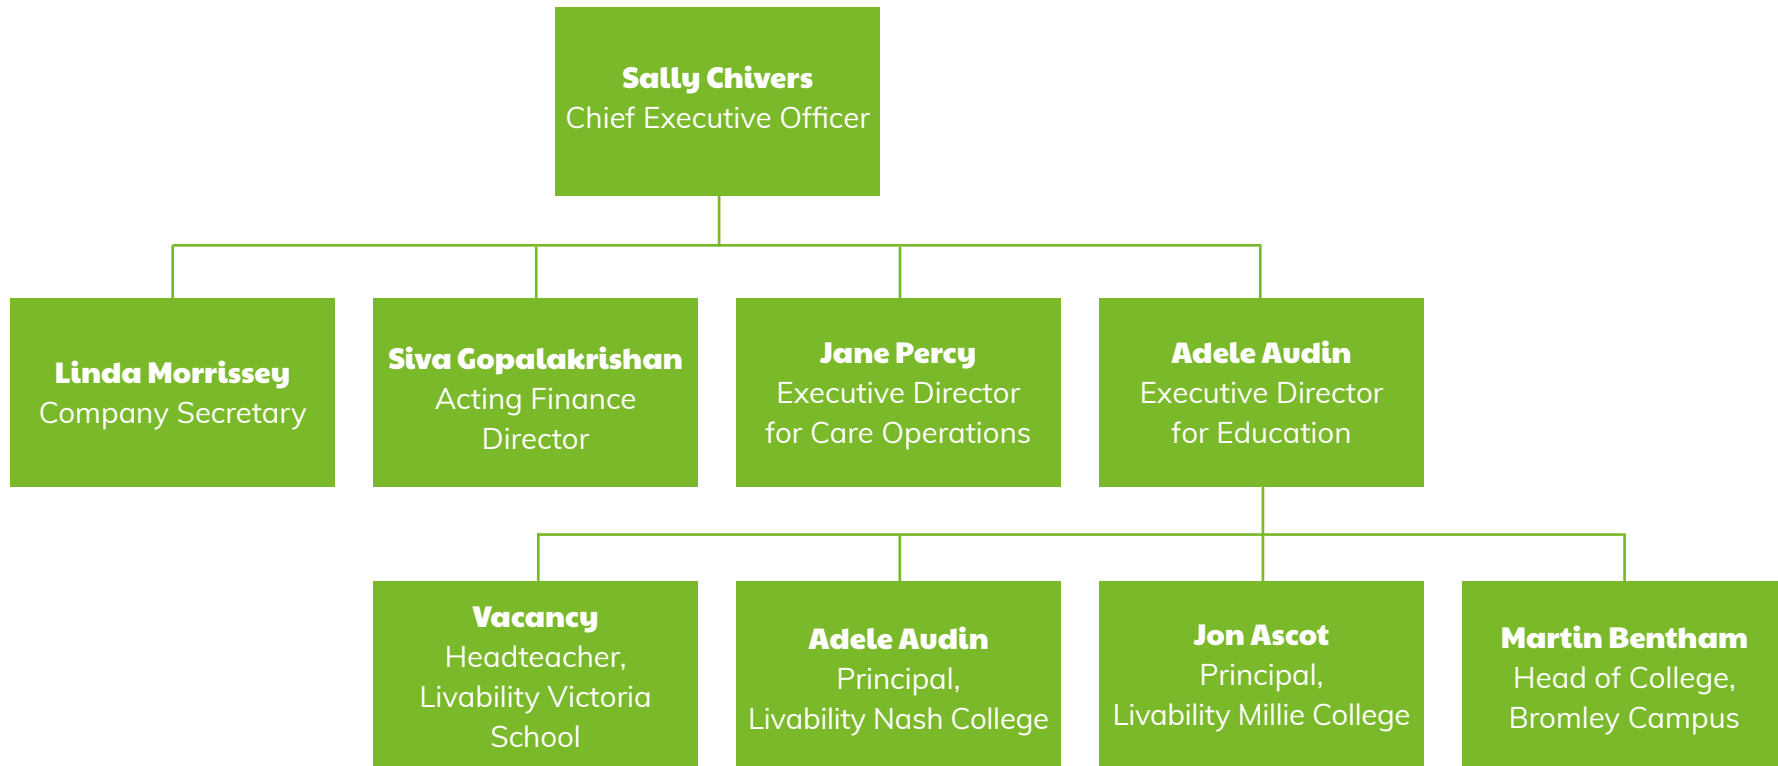 Sally Chivers
Chief Executive Officer
Linda Morrissey
Company Secretary
Siva Gopalakrishan
Acting Finance
Director
Jane Percy
Executive Director
for Care Operations
Adele Audin
Executive Director
for Education
Vacancy
Headteacher,
Livability Victoria
School
Adele Audin
Principal,
Livability Nash College
Jon Ascot
Principal,
Livability Millie College
Martin Bentham
Head of College,
Bromley Campus